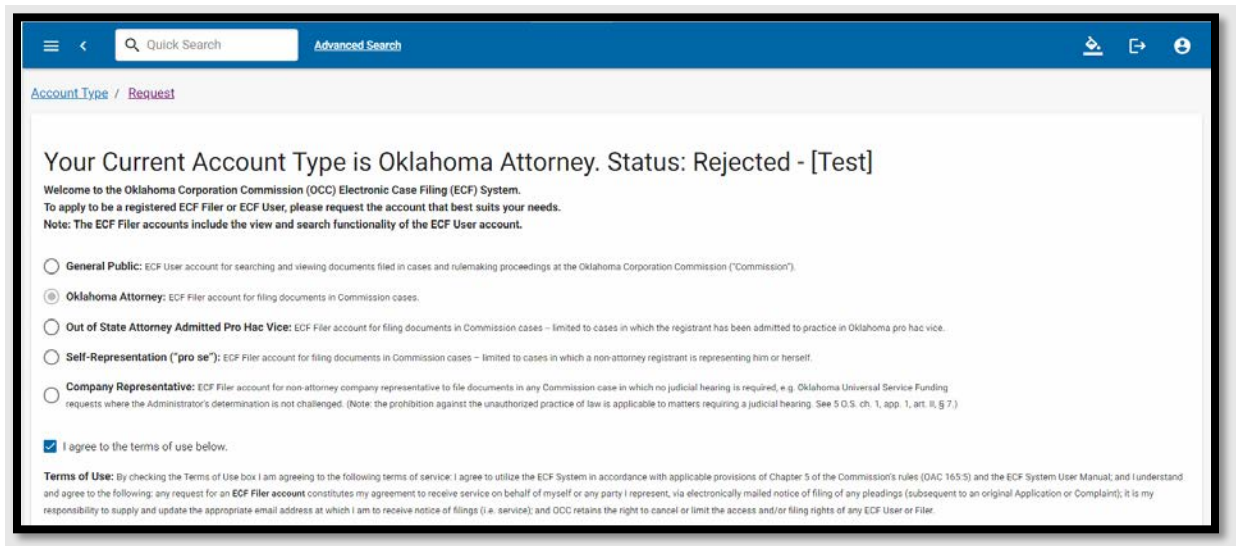 Quick Search
Advanced Search
Account Type / Request
Your Current Account Type is Oklahoma Attorney. Status: Rejected - [Test]
Welcome to the Oklahoma Corporation Commission (OCC) Electronic Case Filing (ECF) System.
To apply to be a registered ECF Filer or ECF User, please request the account that best suits your needs.
Note: The ECF Filer accounts include the view and search functionality of the ECF User account.
General Public: ECF User account for searching and viewing documents filed in cases and rulemaking proceedings at the Oklahoma Corporation Commission ("Commission").
Oklahoma Attorney: ECF Filer account for filing documents in Commission cases.
Out of State Attorney Admitted Pro Hac Vice: ECF Filer account for filing documents in Commission cases – limited to cases in which the registrant has been admitted to practice in Oklahoma pro hac vice.
Self-Representation ("pro se"): ECF Filer account for filing documents in Commission cases – limited to cases in which a non-attorney registrant is representing him or herself.
Company Representative: ECF Filer account for non-attorney company representative to file documents in any Commission case in which no judicial hearing is required, e.g. Oklahoma Universal Service Funding
requests where the Administrator's determination is not challenged. (Note: the prohibition against the unauthorized practice of law is applicable to matters requiring a judicial hearing. See 5 O.S. ch. 1, app. 1, art. II, § 7.)
I agree to the terms of use below.
Terms of Use: By checking the Terms of Use box I am agreeing to the following terms of service: I agree to utilize the ECF System in accordance with applicable provisions of Chapter 5 of the Commission's rules (OAC 165:5) and the ECF System User Manual; and I understand
and agree to the following: any request for an ECF Filer account constitutes my agreement to receive service on behalf of myself or any party I represent, via electronically mailed notice of filing of any pleadings (subsequent to an original Application or Complaint); it is my
responsibility to supply and update the appropriate email address at which I am to receive notice of filings (i.e. service); and OCC retains the right to cancel or limit the access and/or filing rights of any ECF User or Filer.